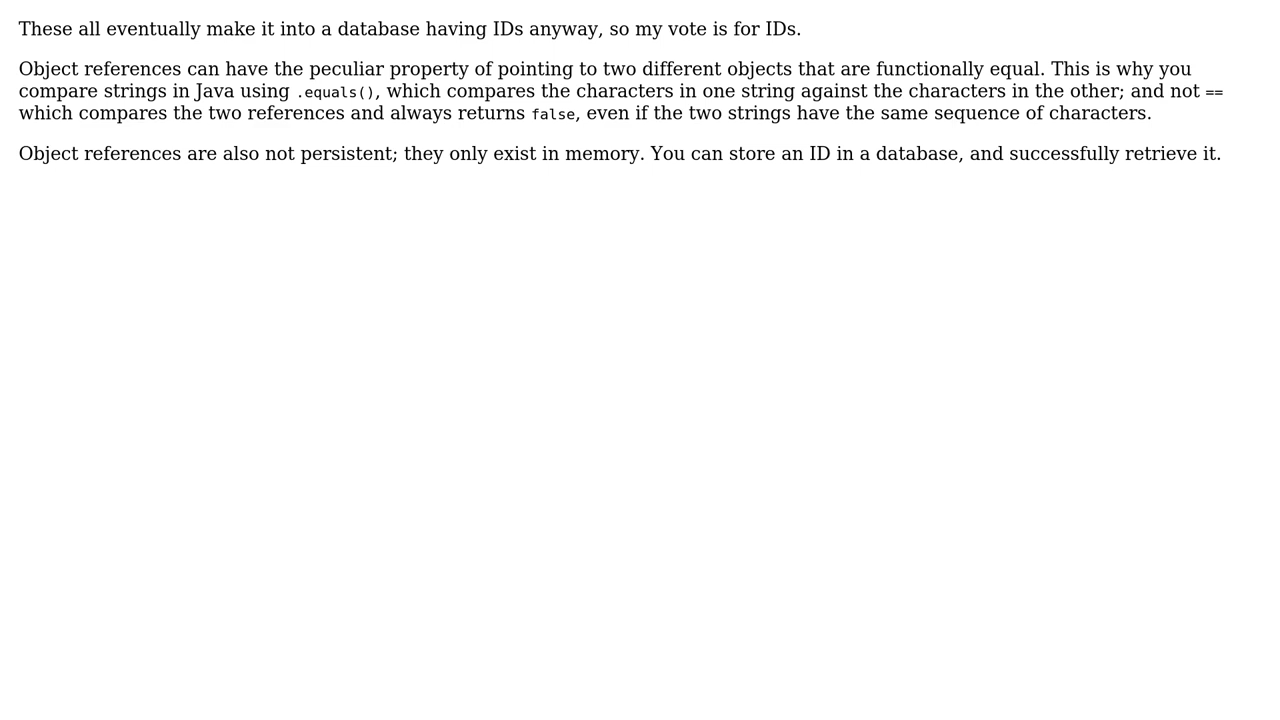 These all eventually make it into a database having IDs anyway, so my vote is for IDs.
Object references can have the peculiar property of pointing to two different objects that are functionally equal. This is why you
compare strings in Java using .equals(), which compares the characters in one string against the characters in the other; and not ==
which compares the two references and always returns false, even if the two strings have the same sequence of characters.
Object references are also not persistent; they only exist in memory. You can store an ID in a database, and successfully retrieve it.